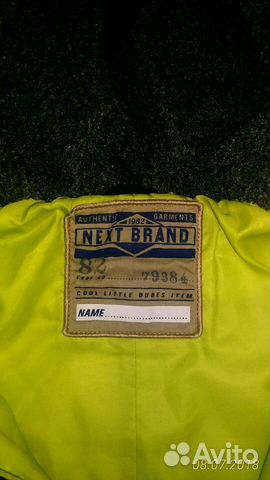 AUTHENTIC GARMENTS
1982
NEXT BRAND
82 79384
COOL LITTLE DUDES ITEM
NAME
Avito
08.07.2018